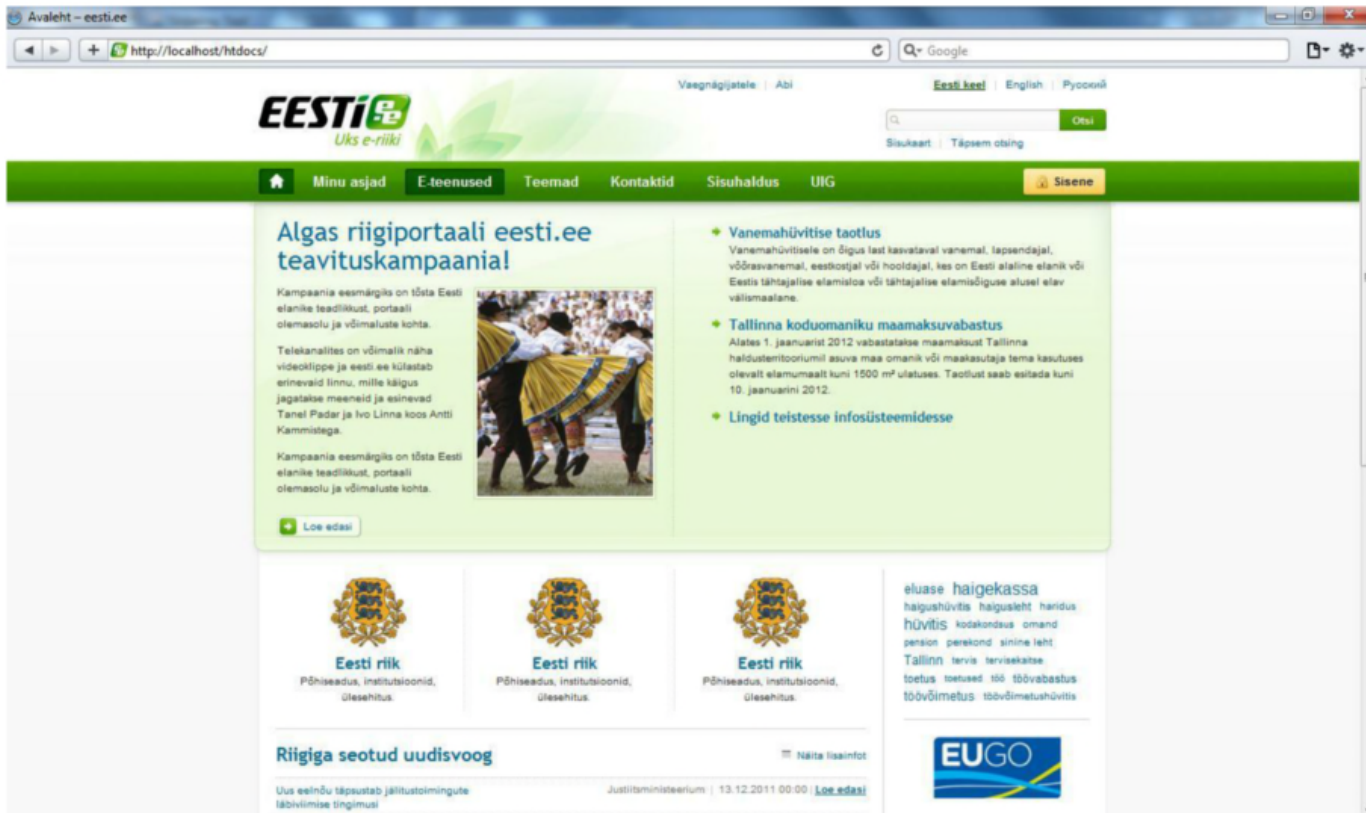 Avaleht – eesti.ee
http://localhost/htdocs/
Google
Vaegnägijatele | Abi
Eesti keel | English | Русский
EESTi.ee
Uks e-riiki
Otsi
Sisukaart | Täpsem otsing
Minu asjad
E-teenused
Teemad
Kontaktid
Sisuhaldus
UIG
Sisene
Algas riigiportaali eesti.ee
teavituskampaania!
Kampaania eesmärgiks on tõsta Eesti
elanike teadlikkust, portaali
olemasolu ja võimaluste kohta.
Telekanalites on võimalik näha
videoklippe ja eesti.ee külastab
erinevaid linnu, mille käigus
jagatakse meeneid ja esinevad
Tanel Padar ja Ivo Linna koos Antti
Kammistega.
Kampaania eesmärgiks on tõsta Eesti
elanike teadlikkust, portaali
olemasolu ja võimaluste kohta.
Loe edasi
Vanemahüvitise taotlus
Vanemahüvitisele on õigus last kasvataval vanemal, lapsendajal,
võõrasvanemal, eestkostjal või hooldajal, kes on Eesti alaline elanik või
Eestis tähtajalise elamisloa või tähtajalise elamisõiguse alusel elav
välismaalane.
Tallinna koduomaniku maamaksuvabastus
Alates 1. jaanuarist 2012 vabastatakse maamaksust Tallinna
haldusterritooriumil asuva maa omanik või maakasutaja tema kasutuses
olevalt elamumaalt kuni 1500 m² ulatuses. Taotlust saab esitada kuni
10. jaanuarini 2012.
Lingid teistesse infosüsteemidesse
Eesti riik
Põhiseadus, institutsioonid,
ülesehitus.
Eesti riik
Põhiseadus, institutsioonid,
ülesehitus.
Eesti riik
Põhiseadus, institutsioonid,
ülesehitus.
eluase haigekassa
haigushüvitis haigusleht haridus
hüvitis kodakondsus omand
pension perekond sinine leht
Tallinn tervis tervisekaitse
toetus toetused töö töövabastus
töövõimetus töövõimetushüvitis
Riigiga seotud uudisvoog
Näita lisainfot
Uus eelnõu täpsustab jälitustoimingute
läbiviimise tingimusi
Justiitsministeerium | 13.12.2011 00:00 | Loe edasi
EUGO